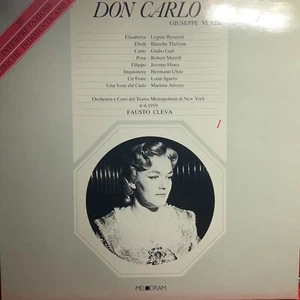 DON CARLO
GIUSEPPE VERDI
Elisabetta : Leonie Rysanek
Eboli : Blanche Thebom
Carlo : Giulio Gari
Posa : Robert Merrill
Filippo : Jerome Hines
Inquisitore : Hermann Uhde
Un Frate : Louis Sgarro
Una Voce dal Cielo : Martina Arroyo
Orchestra e Coro del Teatro Metropolitan di New York
4/4/1959
FAUSTO CLEVA
I
MELODRAM